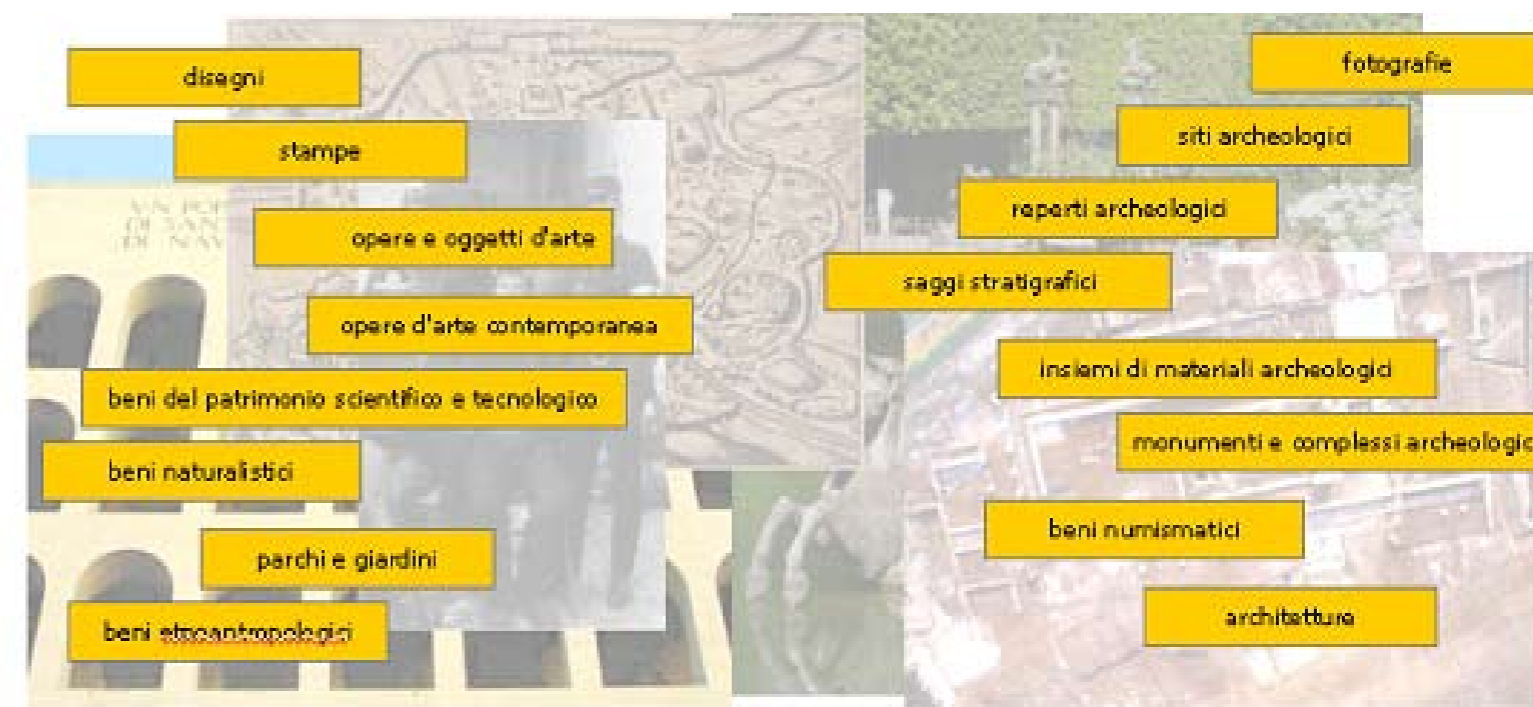 disegni
stampe
opere e oggetti d'arte
opere d'arte contemporanea
beni del patrimonio scientifico e tecnologico
beni naturalistici
parchi e giardini
beni etnoantropologici
fotografie
siti archeologici
reperti archeologici
saggi stratigrafici
insiemi di materiali archeologici
monumenti e complessi archeologic
beni numismatici
architetture